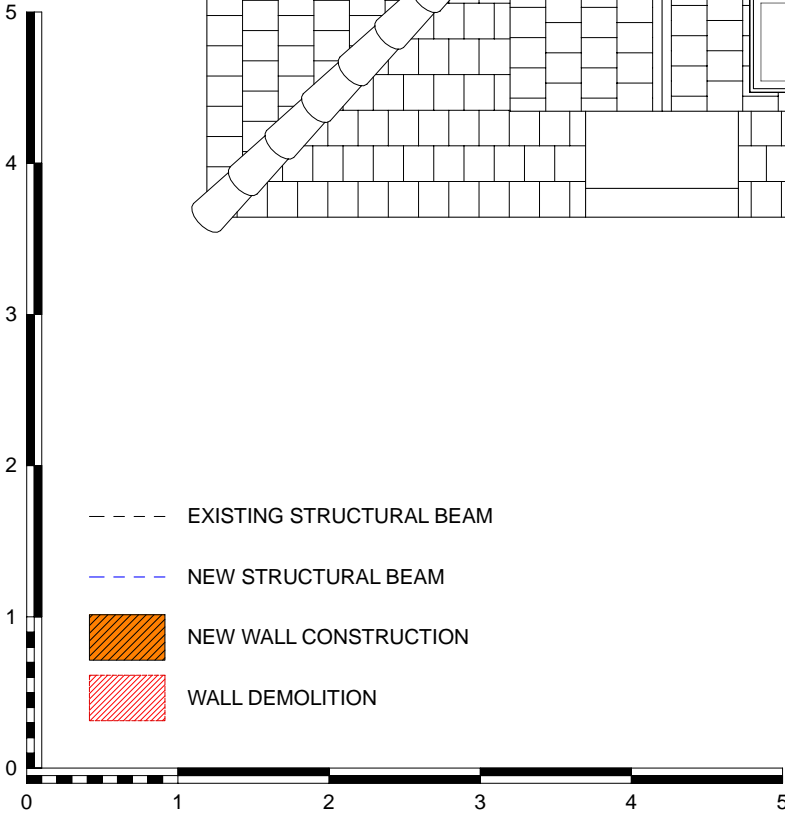 5
4
3
2
EXISTING STRUCTURAL BEAM
NEW STRUCTURAL BEAM
1
NEW WALL CONSTRUCTION
WALL DEMOLITION
0
0 1 2 3 4 5